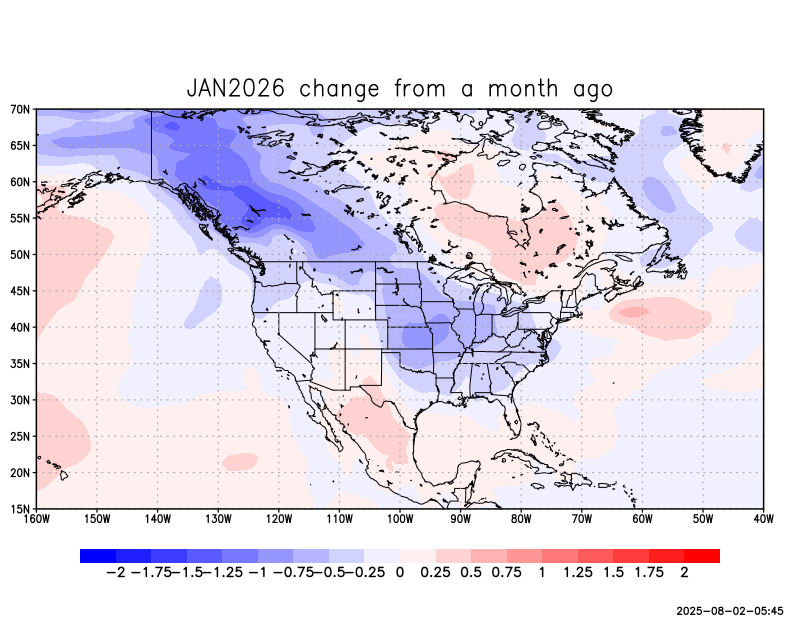 JAN2026 change from a month ago
70N
65N
60N
55N
50N
45N
40N
35N
30N
25N
20N
15N
160W 150W 140W 130W 120W 110W 100W 90W 80W 70W 60W 50W 40W
−2 −1.75 −1.5 −1.25 −1 −0.75 −0.5 −0.25 0 0.25 0.5 0.75 1 1.25 1.5 1.75 2
2025-08-02-05:45